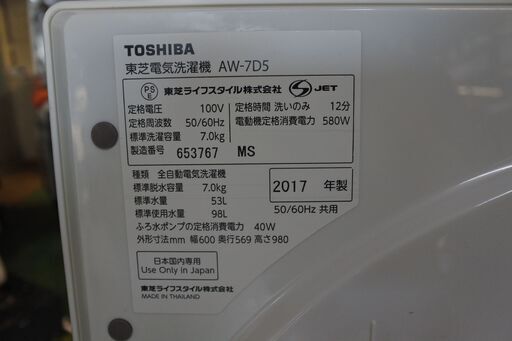 TOSHIBA
東芝電気洗濯機 AW-7D5
PS E 東芝ライフスタイル株式会社 S JET
定格電圧 100V 定格時間 洗いのみ 12分
定格周波数 50/60Hz 電動機定格消費電力 580W
標準洗濯容量 7.0kg
製造番号 653767 MS
種類 全自動電気洗濯機
標準脱水容量 7.0kg 2017 年製
標準水量 53L
標準使用水量 98L 50/60Hz 共用
ふろ水ポンプの定格消費電力 40W
外形寸法mm 幅600 奥行569 高さ980
日本国内専用
Use Only in Japan
東芝ライフスタイル株式会社
MADE IN THAILAND